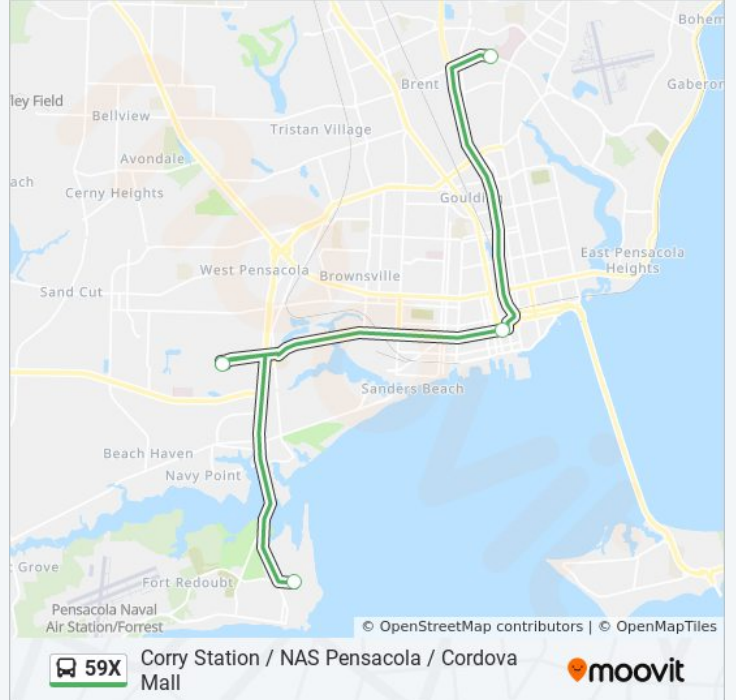 Bohem
Brent
Gaberor
ley Field
Bellview
Tristan Village
Avondale
ach
Cerny Heights
Gouldi
East Pensacola
Heights
West Pensacola
Brownsville
Sand Cut
Sanders Beach
Beach Haven
Navy Point
t Grove
Fort Redoubt
Pensacola Naval
Air Station/Forrest
© OpenStreetMap contributors | © OpenMapTiles
59X
Corry Station / NAS Pensacola / Cordova
Mall
moovit